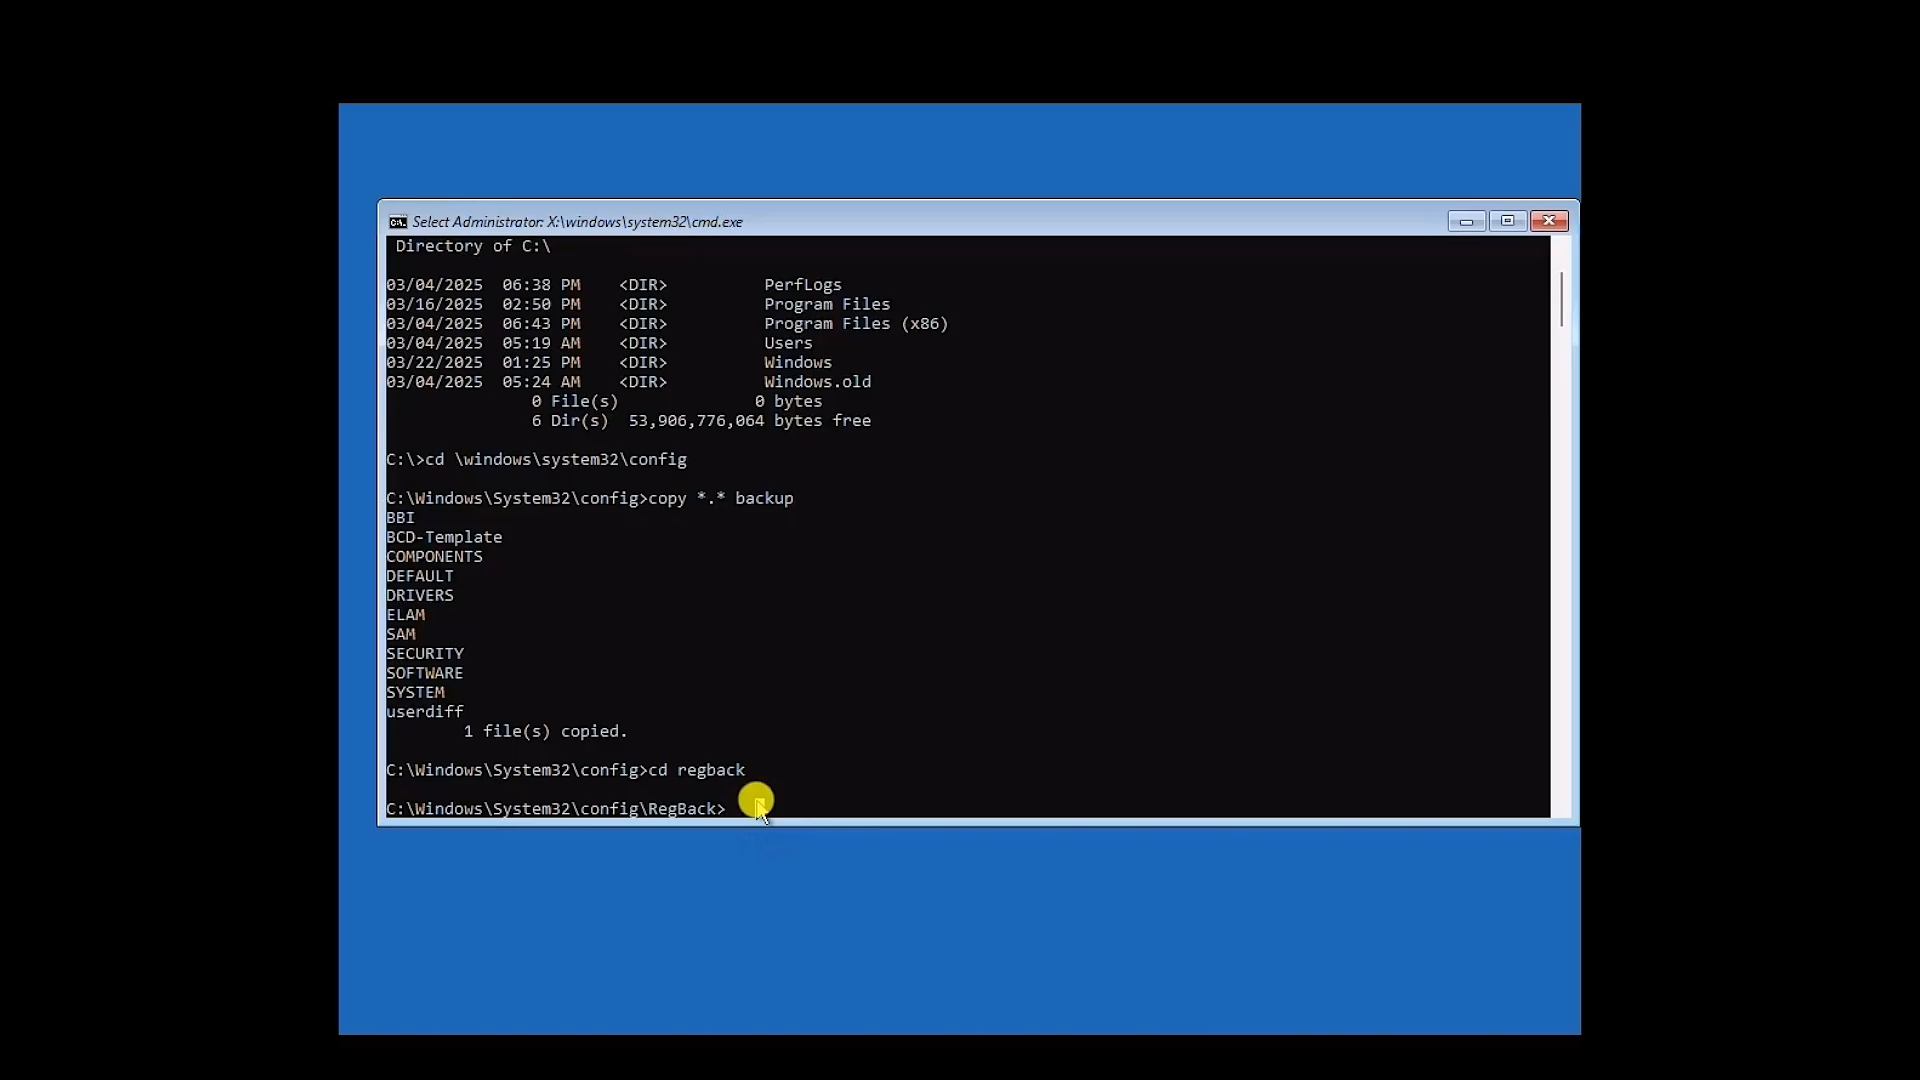 Select Administrator: X:\windows\system32\cmd.exe
Directory of C:\
03/04/2025  06:38 PM    <DIR>          PerfLogs
03/16/2025  02:50 PM    <DIR>          Program Files
03/04/2025  06:43 PM    <DIR>          Program Files (x86)
03/04/2025  05:19 AM    <DIR>          Users
03/22/2025  01:25 PM    <DIR>          Windows
03/04/2025  05:24 AM    <DIR>          Windows.old
0 File(s)              0 bytes
6 Dir(s)  53,906,776,064 bytes free
C:\>cd \windows\system32\config
C:\Windows\System32\config>copy *.* backup
BBI
BCD-Template
COMPONENTS
DEFAULT
DRIVERS
ELAM
SAM
SECURITY
SOFTWARE
SYSTEM
userdiff
1 file(s) copied.
C:\Windows\System32\config>cd regback
C:\Windows\System32\config\RegBack>